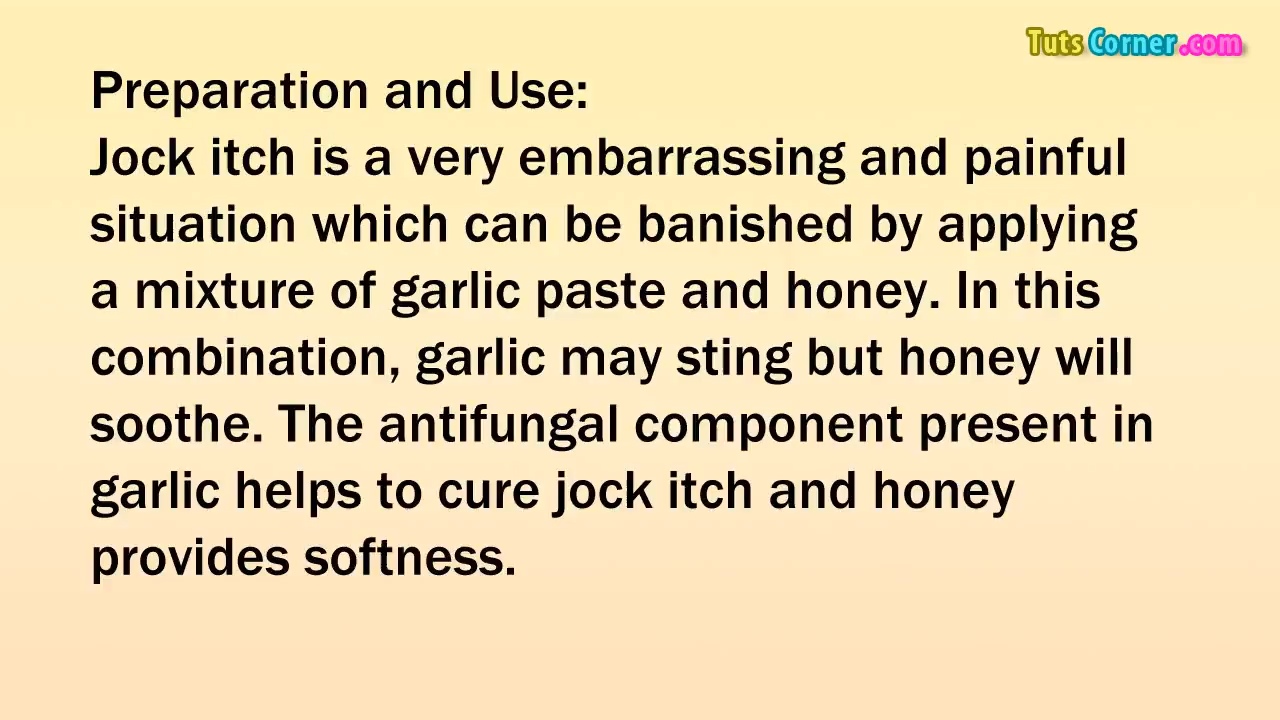 Tuts Corner.com
Preparation and Use:
Jock itch is a very embarrassing and painful
situation which can be banished by applying
a mixture of garlic paste and honey. In this
combination, garlic may sting but honey will
soothe. The antifungal component present in
garlic helps to cure jock itch and honey
provides softness.